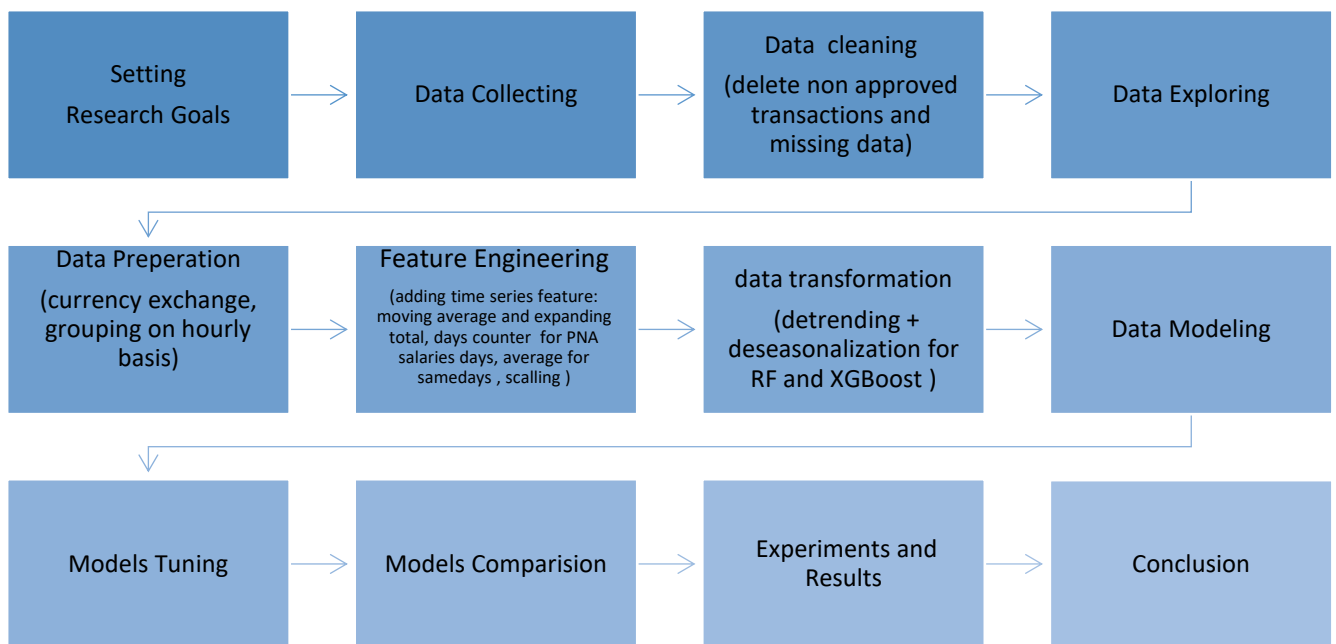 Setting
Research Goals
Data Collecting
Data  cleaning
(delete non approved
transactions and
missing data)
Data Exploring
Data Preperation
(currency exchange,
grouping on hourly
basis)
Feature Engineering
(adding time series feature:
moving average and expanding
total, days counter  for PNA
salaries days, average for
samedays , scalling )
data transformation
(detrending +
deseasonalization for
RF and XGBoost )
Data Modeling
Models Tuning
Models Comparision
Experiments and
Results
Conclusion